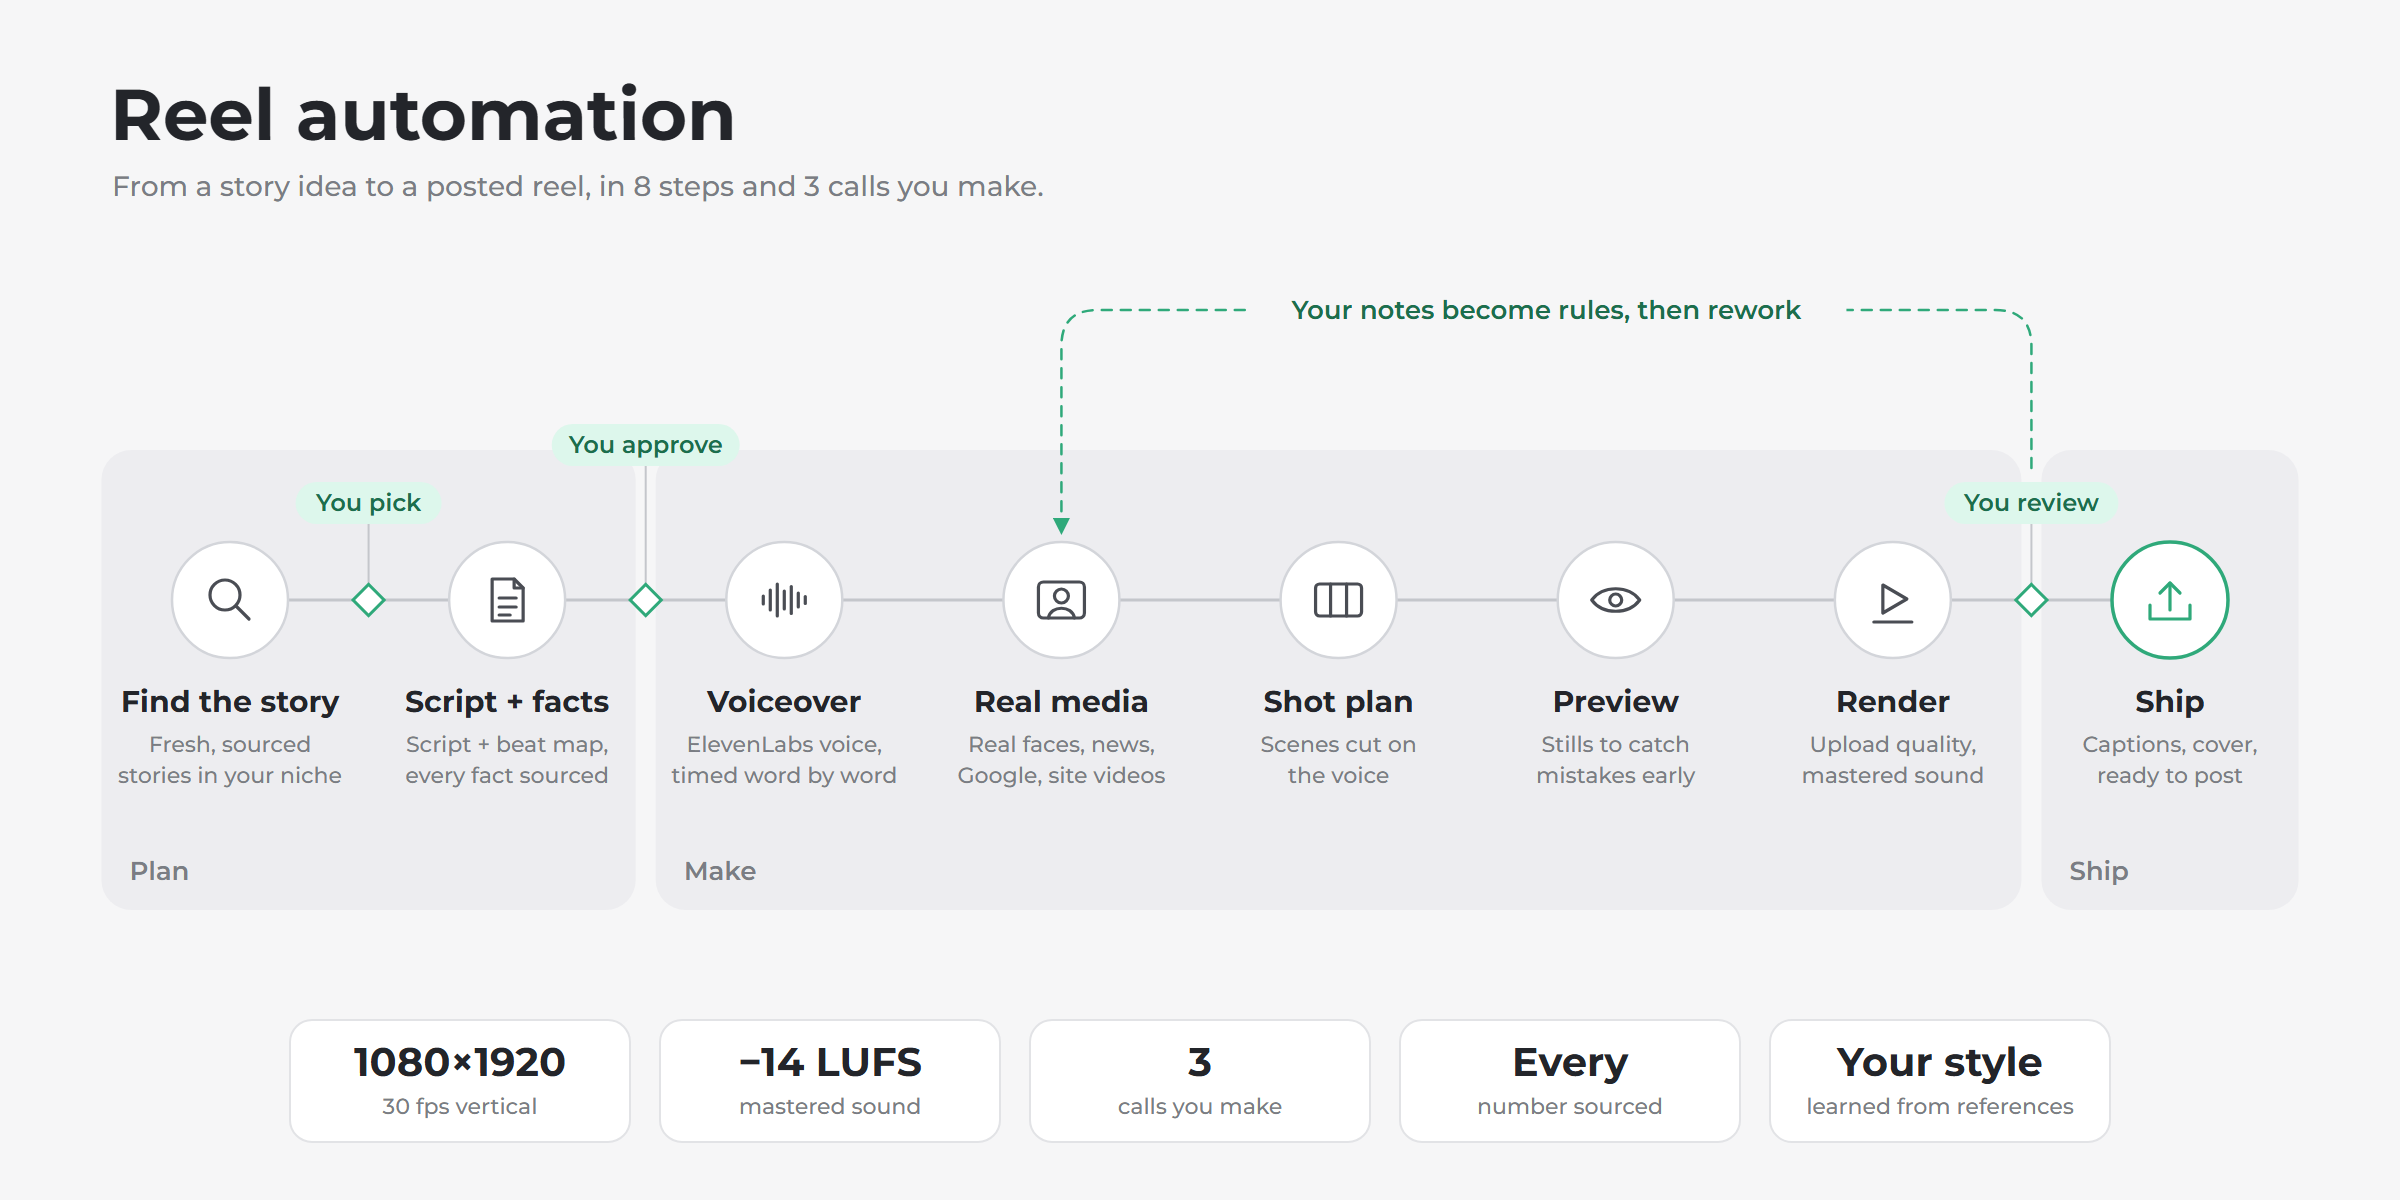 Reel automation
From a story idea to a posted reel, in 8 steps and 3 calls you make.
Your notes become rules, then rework
You approve
You pick
You review
Find the story
Fresh, sourced
stories in your niche
Script + facts
Script + beat map,
every fact sourced
Voiceover
ElevenLabs voice,
timed word by word
Real media
Real faces, news,
Google, site videos
Shot plan
Scenes cut on
the voice
Preview
Stills to catch
mistakes early
Render
Upload quality,
mastered sound
Ship
Captions, cover,
ready to post
Plan
Make
Ship
1080×1920
30 fps vertical
−14 LUFS
mastered sound
3
calls you make
Every
number sourced
Your style
learned from references